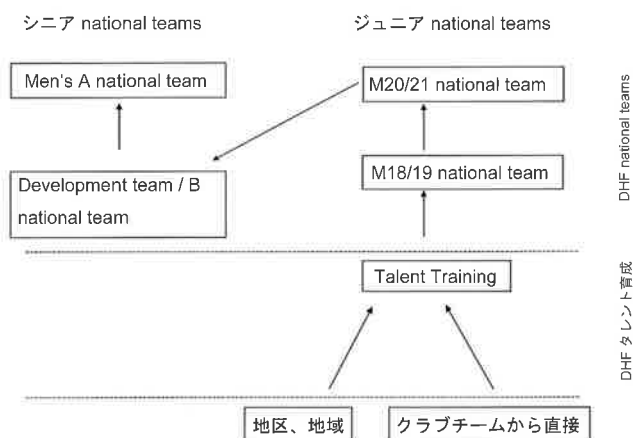 シニア national teams
ジュニア national teams
Men's A national team
M20/21 national team
Development team / B
national team
M18/19 national team
DHF national teams
Talent Training
DHF タレント育成
地区、地域
クラブチームから直接